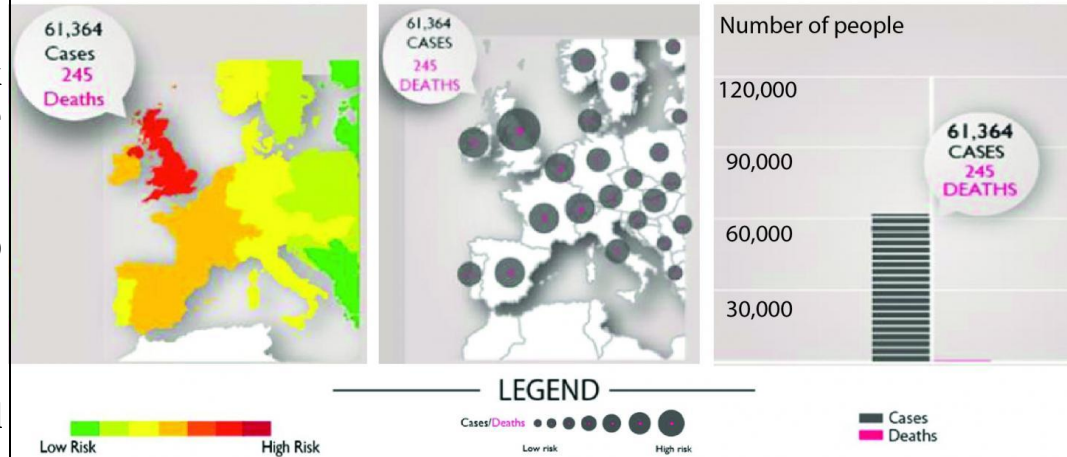 61,364
Cases
245
Deaths
61,364
CASES
245
DEATHS
Number of people
120,000
90,000
60,000
30,000
61,364
CASES
245
DEATHS
LEGEND
Low Risk
High Risk
Cases/Deaths
Low risk
High risk
Cases
Deaths